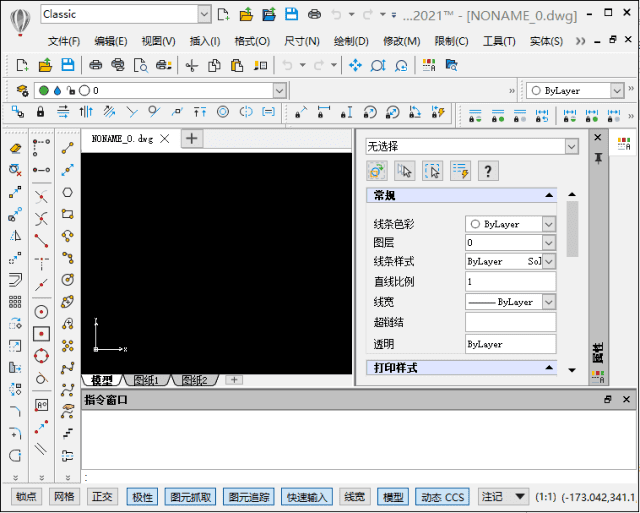 Classic
...2021™ - [NONAME_0.dwg]
文件(F) 编辑(E) 视图(V) 插入(I) 格式(O) 尺寸(N) 绘制(D) 修改(M) 限制(C) 工具(T) 实体(S) »
0 » ByLayer »
NONAME_0.dwg
无选择
?
常规
线条色彩 ByLayer
图层 0
线条样式 ByLayer Sol
直线比例 1
线宽 ByLayer
超链结
透明 ByLayer
打印样式
属性
X
模型 图纸1 图纸2
指令窗口
:
锁点 网格 正交 极性 图元抓取 图元追踪 快速输入 线宽 模型 动态 CCS 注记 (1:1) (-173.042,341.1